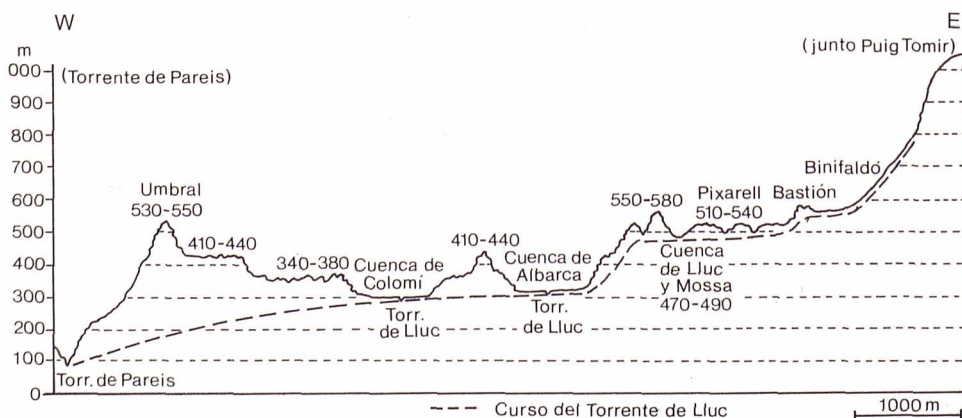 W
E
m
(Torrente de Pareis)
(junto Puig Tomir)
000
900
800
700
600
500
400
300
200
100
0
Umbral
530-550
410-440
340-380
Cuenca de
Colomí
Torr.
de Lluc
410-440
Cuenca de
Albarca
Torr.
de Lluc
550-580
Pixarell
510-540
Cuenca
de Lluc
y Mossa
470-490
Bastión
Binifaldó
Torr. de Pareis
Curso del Torrente de Lluc
1000 m